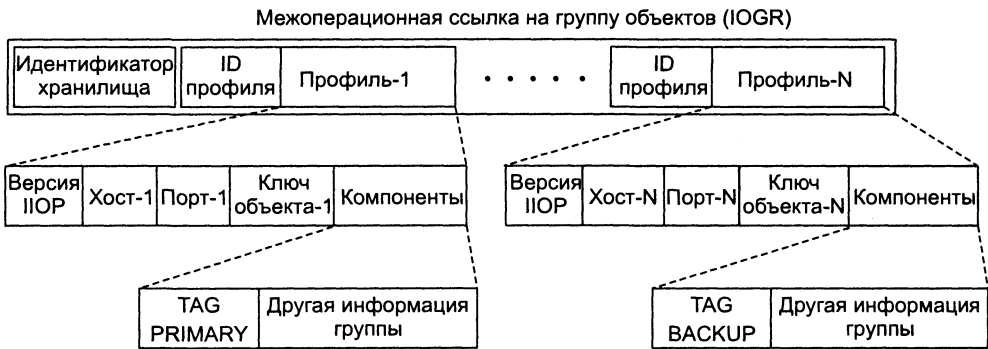 Межоперационная ссылка на группу объектов (IOGR)
Идентификатор
хранилища
ID
профиля
Профиль-1
ID
профиля
Профиль-N
Версия
IIOP
Хост-1
Порт-1
Ключ
объекта-1
Компоненты
Версия
IIOP
Хост-N
Порт-N
Ключ
объекта-N
Компоненты
TAG
PRIMARY
Другая информация
группы
TAG
BACKUP
Другая информация
группы